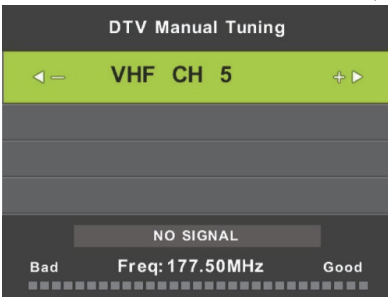 DTV Manual Tuning
VHF CH 5
NO SIGNAL
Bad Freq:177.50MHz Good